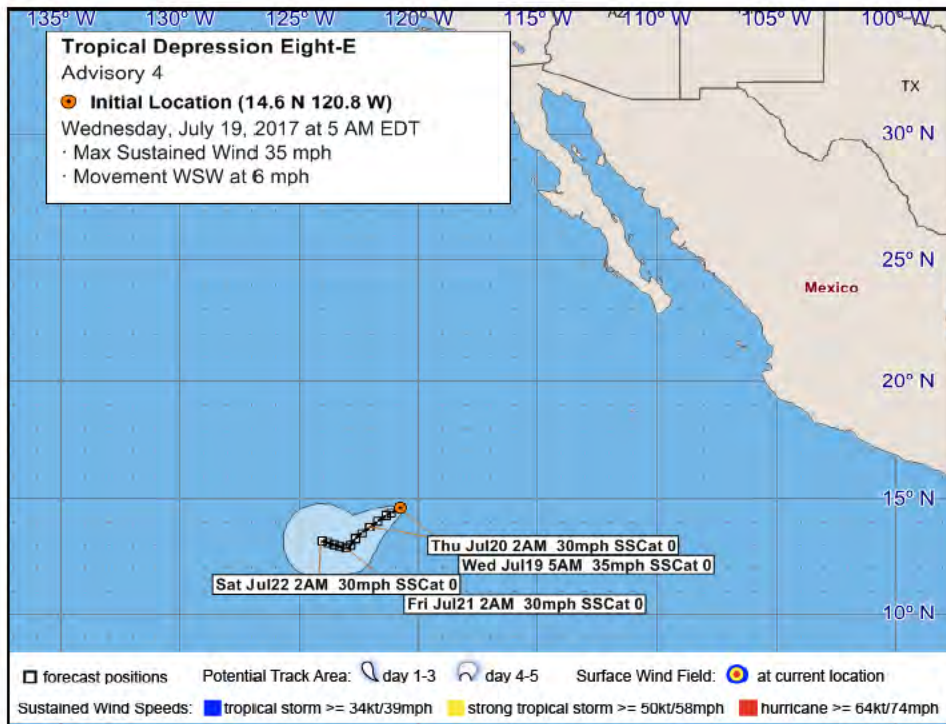 135° W 130° W 125° W 120° W 115° W 110° W 105° W 100° W
Tropical Depression Eight-E
Advisory 4
Initial Location (14.6 N 120.8 W)
Wednesday, July 19, 2017 at 5 AM EDT
· Max Sustained Wind 35 mph
· Movement WSW at 6 mph
AZ
TX
30° N
25° N
Mexico
20° N
15° N
Thu Jul20 2AM 30mph SSCat 0
Wed Jul19 5AM 35mph SSCat 0
Sat Jul22 2AM 30mph SSCat 0
Fri Jul21 2AM 30mph SSCat 0
10° N
forecast positions Potential Track Area: day 1-3 day 4-5 Surface Wind Field: at current location
Sustained Wind Speeds: tropical storm >= 34kt/39mph strong tropical storm >= 50kt/58mph hurricane >= 64kt/74mph